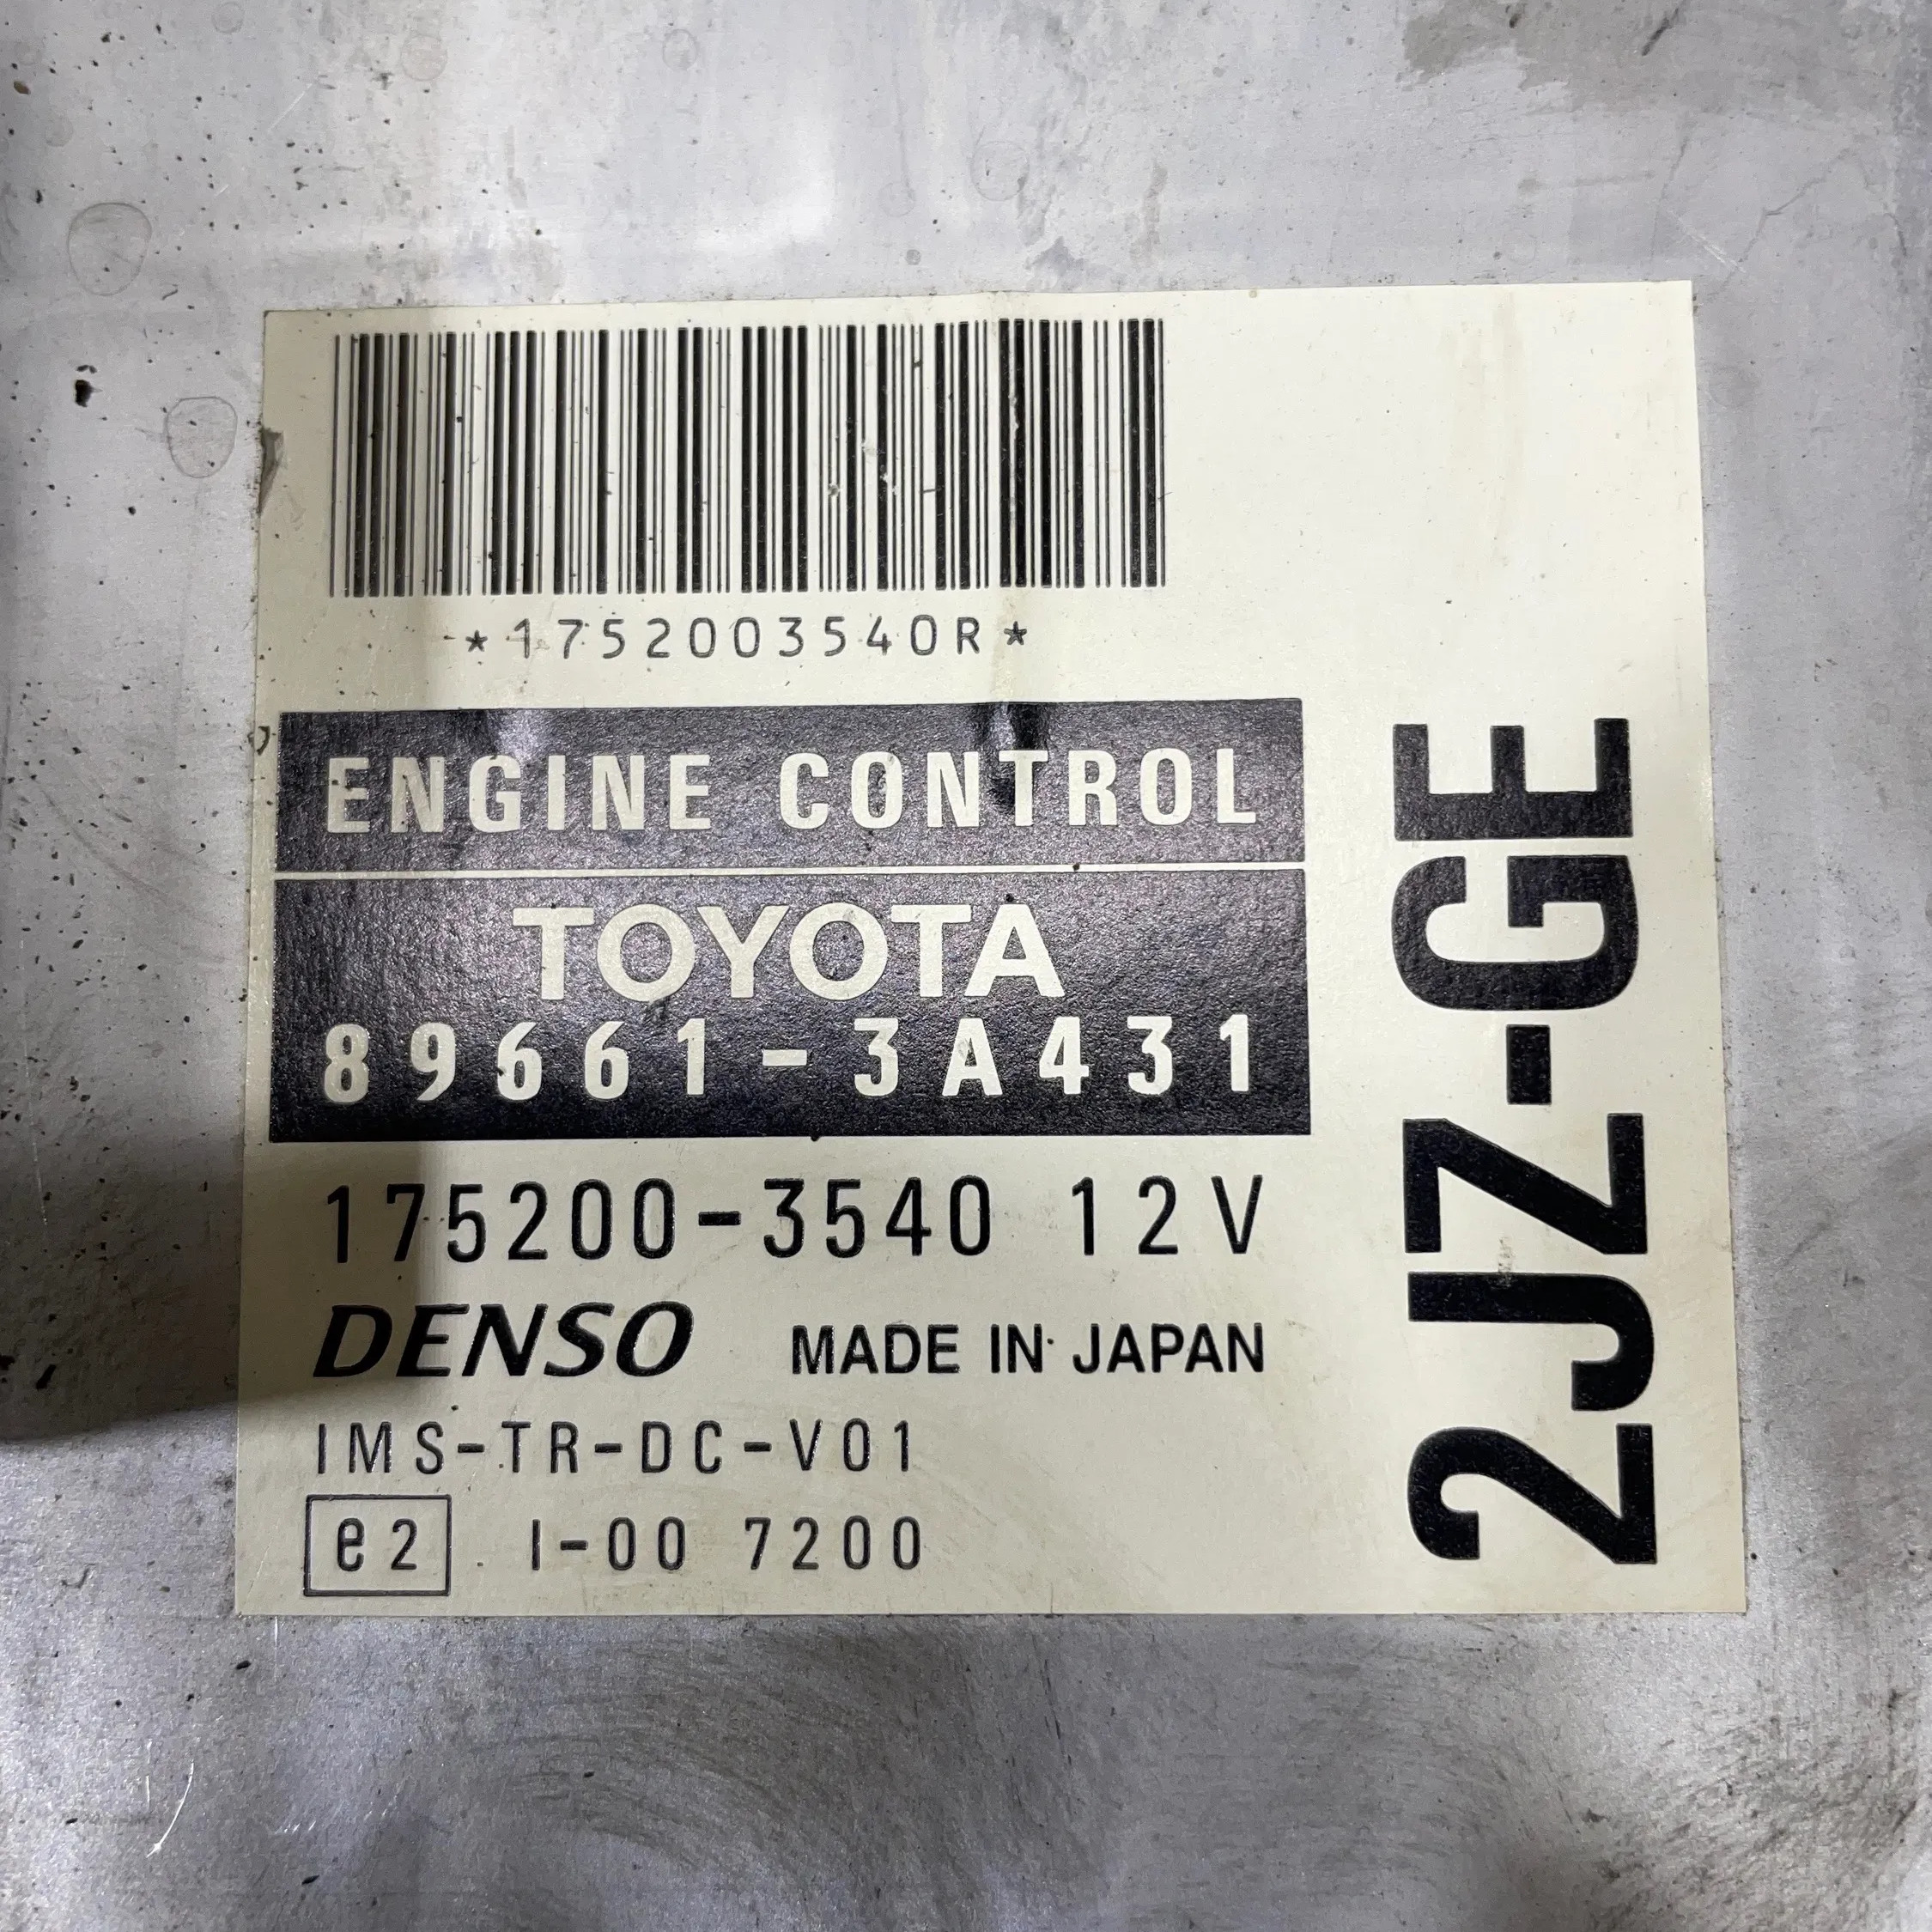 *1752003540R*
ENGINE CONTROL
TOYOTA
89661-3A431
175200-3540 12V
DENSO MADE IN JAPAN
IMS-TR-DC-V01
e2 I-00 7200
2JZ-GE